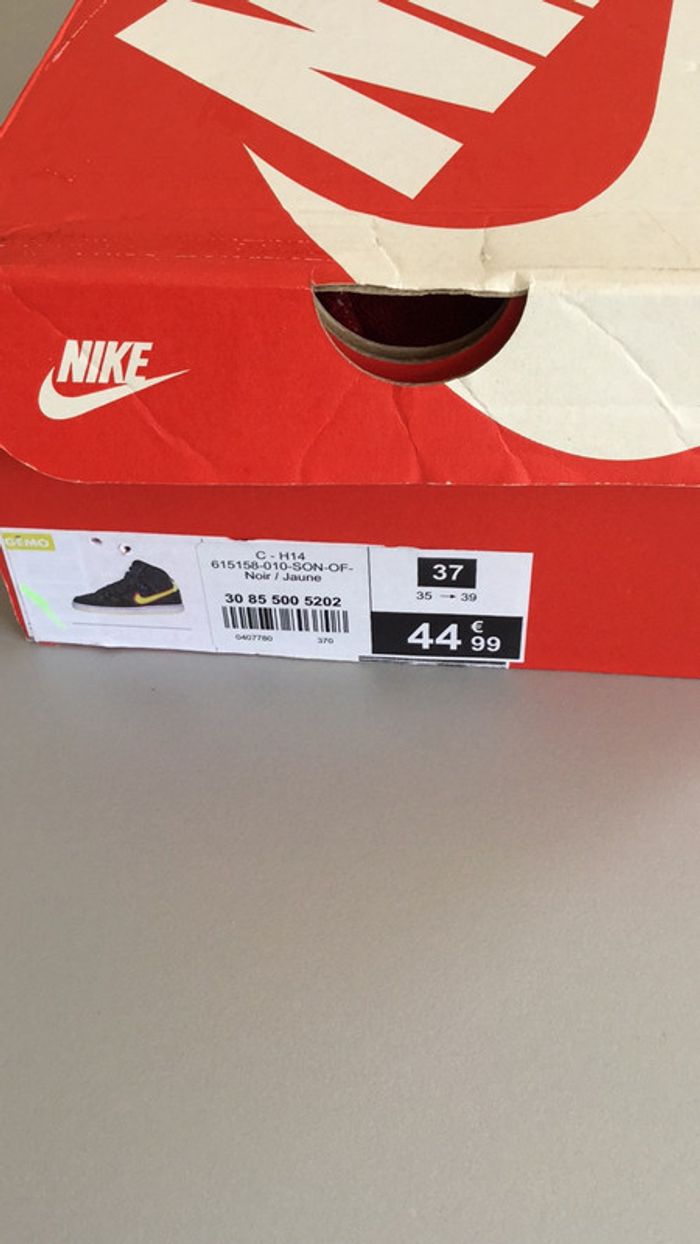 NIKE
GEMO
C - H14
615158-010-SON-OF-
Noir / Jaune
30 85 500 5202
0407780 370
37
35 → 39
44 € 99